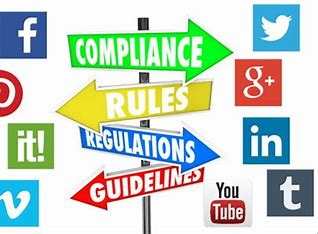 COMPLIANCE
RULES
REGULATIONS
GUIDELINES
f
g+
it!
in
You
Tube
t